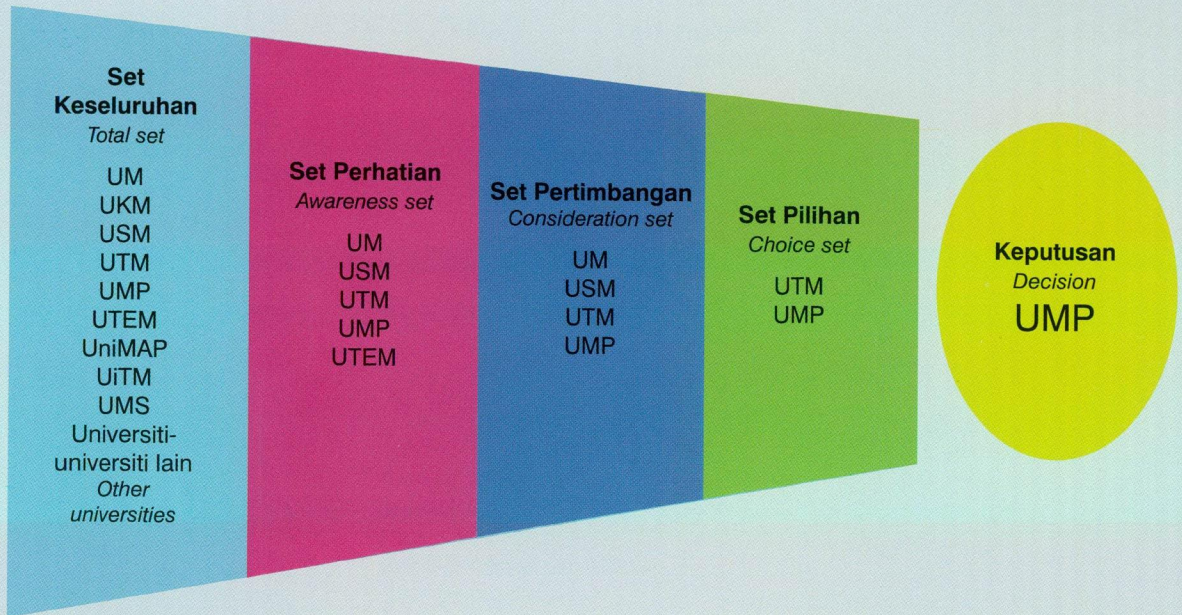 Set
Keseluruhan
Total set
UM
UKM
USM
UTM
UMP
UTEM
UniMAP
UiTM
UMS
Universiti-
universiti lain
Other
universities
Set Perhatian
Awareness set
UM
USM
UTM
UMP
UTEM
Set Pertimbangan
Consideration set
UM
USM
UTM
UMP
Set Pilihan
Choice set
UTM
UMP
Keputusan
Decision
UMP